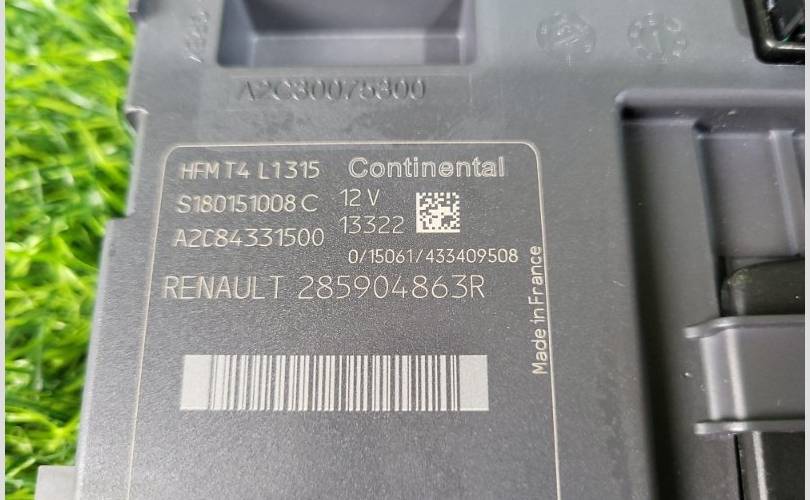 A2C30075300
HFM T4 L1315 Continental
S180151008 C 12 V
13322
A2C84331500
0/15061/433409508
RENAULT 285904863R
Made in France